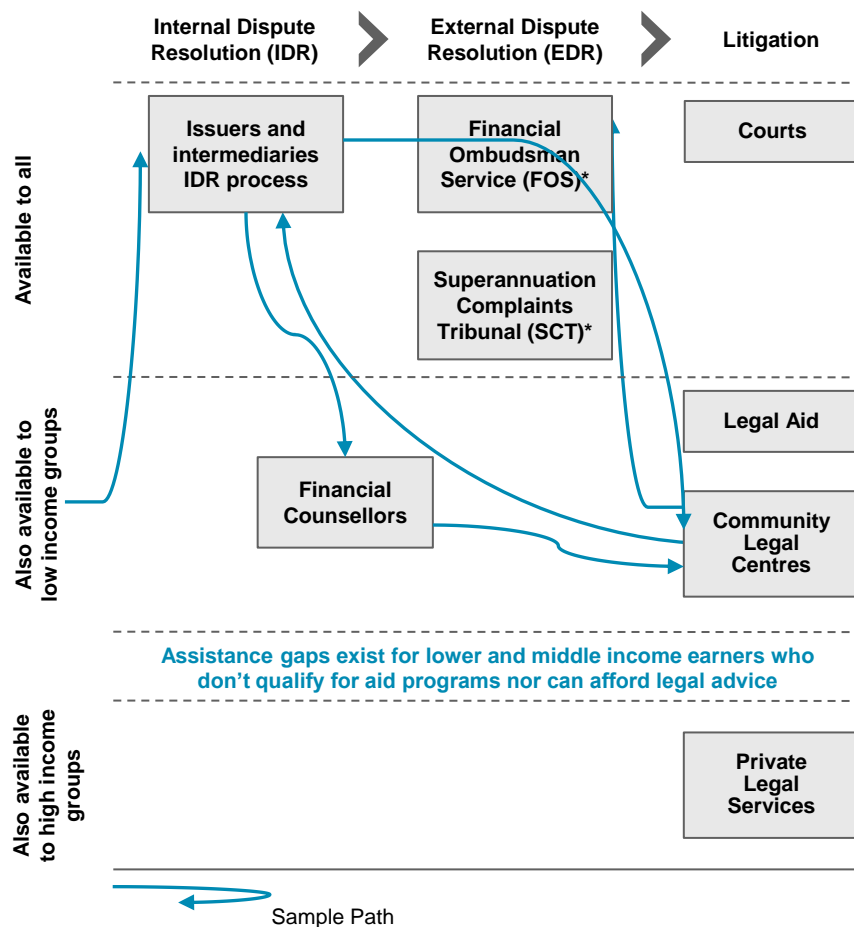 Internal Dispute
Resolution (IDR)
External Dispute
Resolution (EDR)
Litigation
Available to all
Issuers and
intermediaries
IDR process
Financial
Ombudsman
Service (FOS)*
Courts
Superannuation
Complaints
Tribunal (SCT)*
Also available to
low income groups
Legal Aid
Financial
Counsellors
Community
Legal
Centres
Assistance gaps exist for lower and middle income earners who
don’t qualify for aid programs nor can afford legal advice
Also available
to high income
groups
Private
Legal
Services
Sample Path